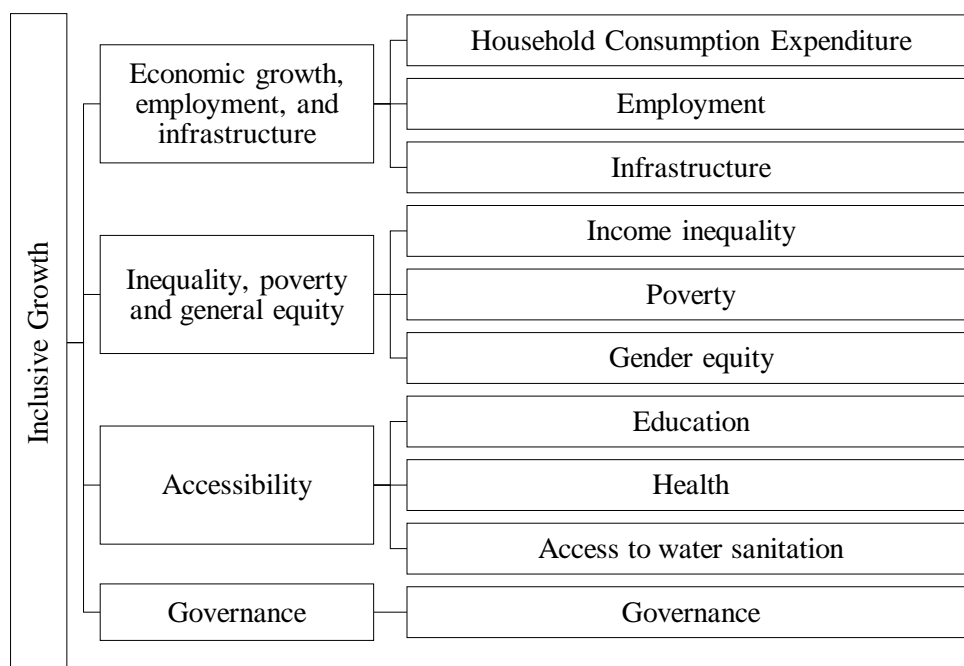 Inclusive Growth
Economic growth,
employment, and
infrastructure
Household Consumption Expenditure
Employment
Infrastructure
Inequality, poverty
and general equity
Income inequality
Poverty
Gender equity
Accessibility
Education
Health
Access to water sanitation
Governance
Governance